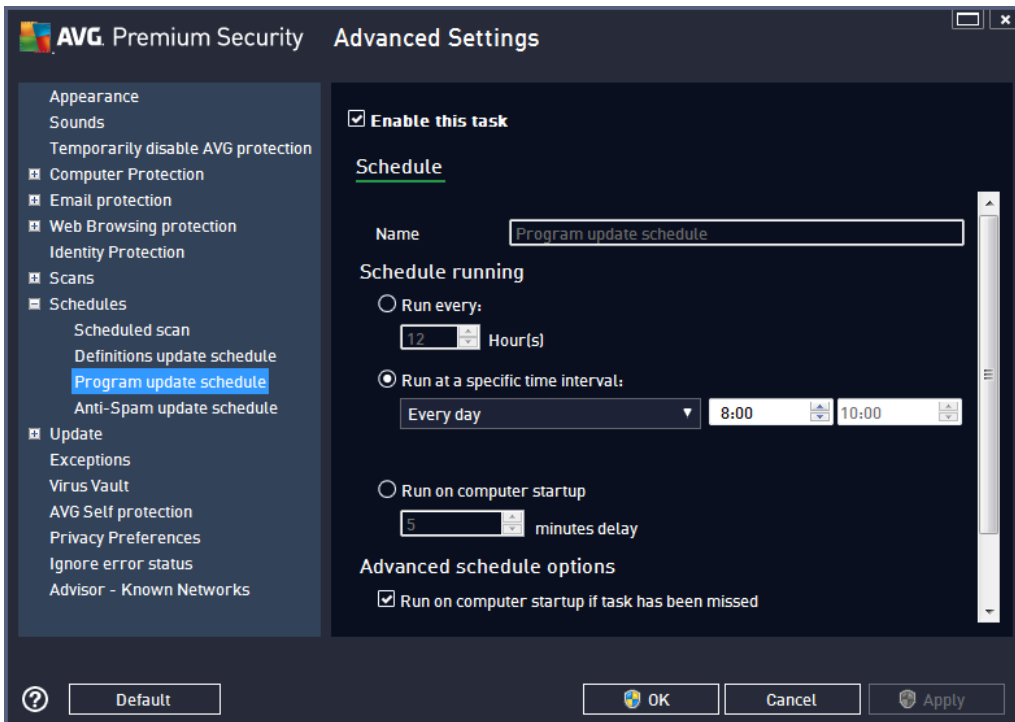 AVG. Premium Security Advanced Settings
Appearance
Sounds
Temporarily disable AVG protection
Computer Protection
Email protection
Web Browsing protection
Identity Protection
Scans
Schedules
Scheduled scan
Definitions update schedule
Program update schedule
Anti-Spam update schedule
Update
Exceptions
Virus Vault
AVG Self protection
Privacy Preferences
Ignore error status
Advisor - Known Networks
Enable this task
Schedule
Name Program update schedule
Schedule running
Run every:
12 Hour(s)
Run at a specific time interval:
Every day 8:00 10:00
Run on computer startup
5 minutes delay
Advanced schedule options
Run on computer startup if task has been missed
? Default OK Cancel Apply